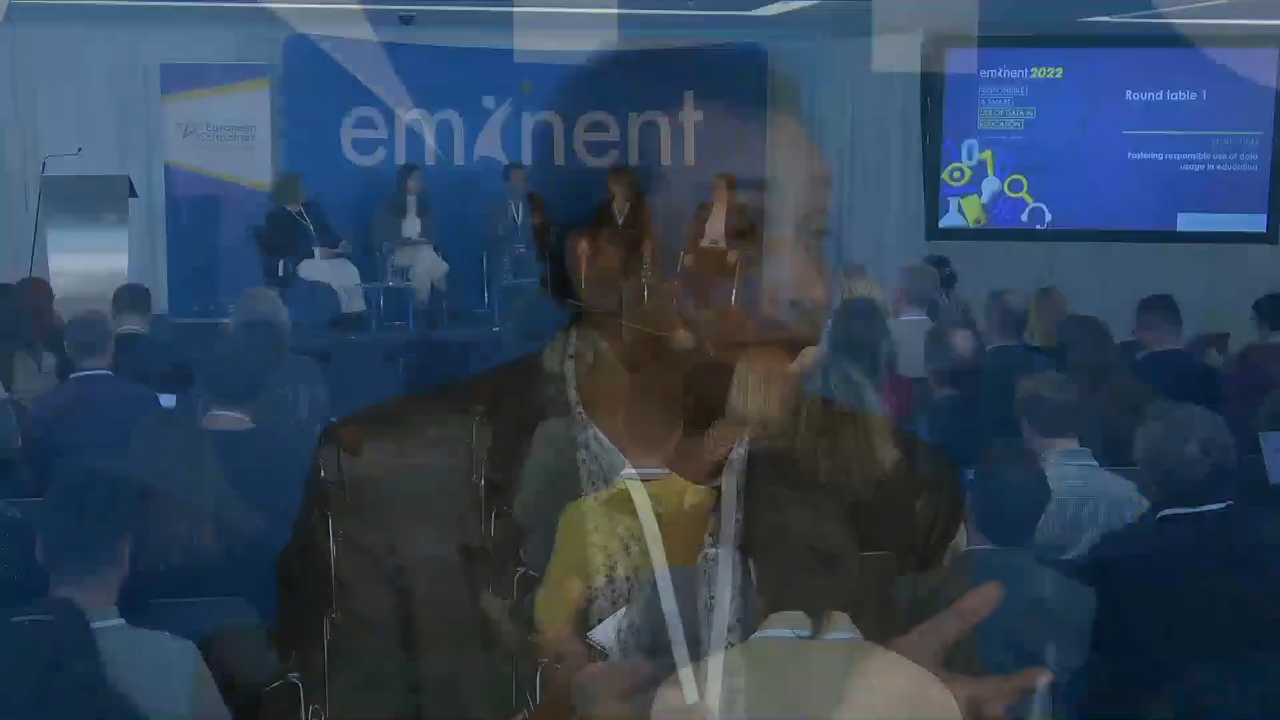 European
Schoolnet
eminent
eminent 2022
RESPONSIBLE
& SMART
USE OF DATA IN
EDUCATION
Round table 1
Fostering responsible use of data
usage in education